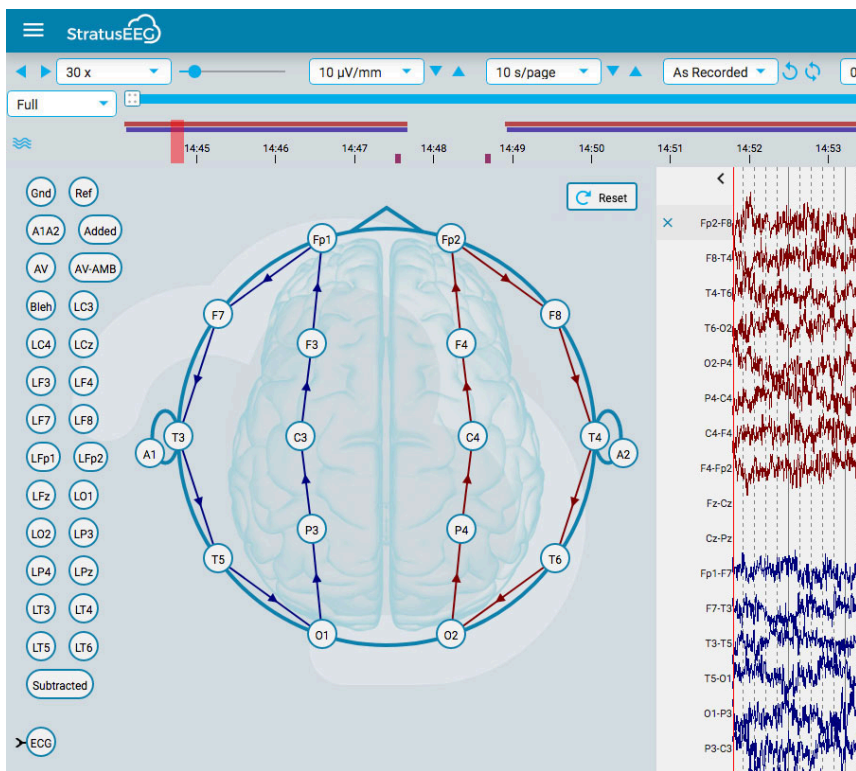 StratusEEG
30 x
10 μV/mm
10 s/page
As Recorded
0
Full
14:45 14:46 14:47 14:48 14:49 14:50 14:51 14:52 14:53
Reset
Gnd Ref
A1A2 Added
AV AV-AMB
Bleh LC3
LC4 LCz
LF3 LF4
LF7 LF8
LFp1 LFp2
LFz LO1
LO2 LP3
LP4 LPz
LT3 LT4
LT5 LT6
Subtracted
ECG
Fp1 Fp2
F7 F3 F4 F8
A1 T3 C3 C4 T4 A2
T5 P3 P4 T6
O1 O2
Fp2-F8
F8-T4
T4-T6
T6-O2
O2-P4
P4-C4
C4-F4
F4-Fp2
Fz-Cz
Cz-Pz
Fp1-F7
F7-T3
T3-T5
T5-O1
O1-P3
P3-C3